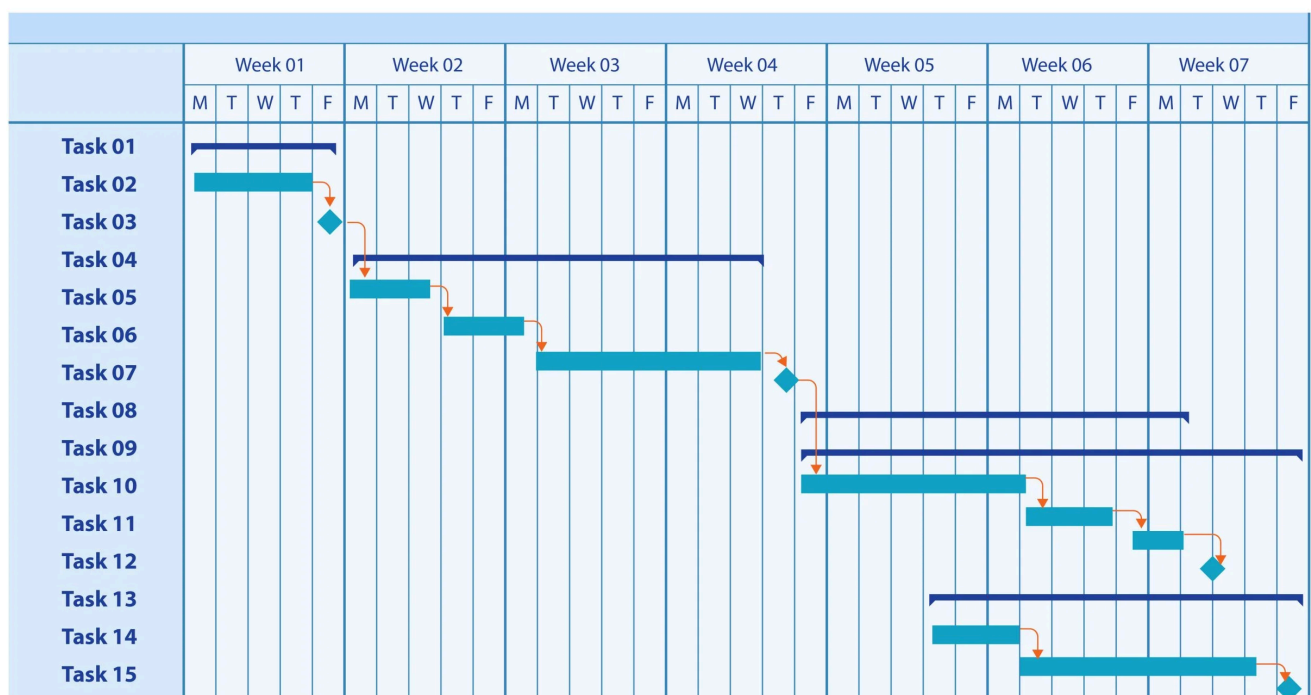 Week 01 Week 02 Week 03 Week 04 Week 05 Week 06 Week 07
M T W T F M T W T F M T W T F M T W T F M T W T F M T W T F M T W T F
Task 01
Task 02
Task 03
Task 04
Task 05
Task 06
Task 07
Task 08
Task 09
Task 10
Task 11
Task 12
Task 13
Task 14
Task 15